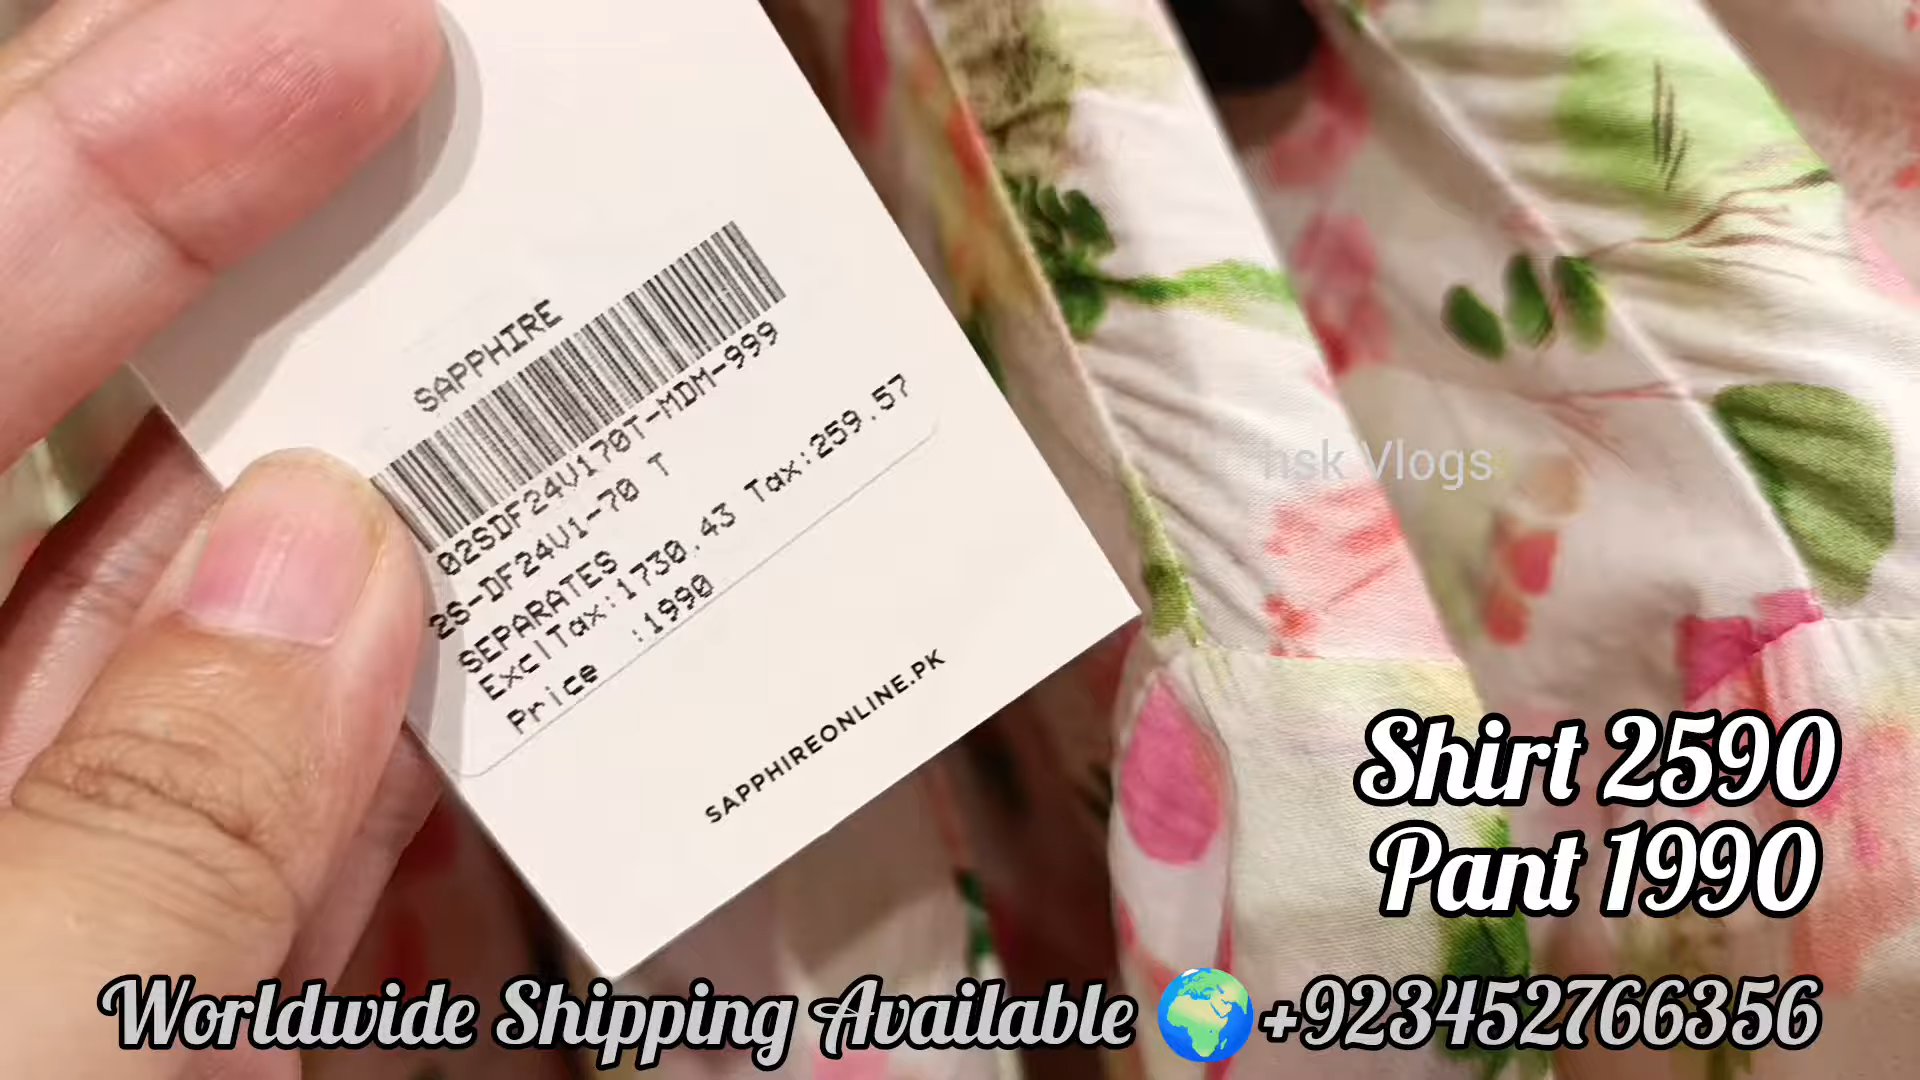 SAPPHIRE
02SDF24V170T-MDM-999
2S-DF24V1-70 T
SEPARATES
ExclTax:1730.43 Tax:259.57
Price :1990
SAPPHIREONLINE.PK
hsk Vlogs
Shirt 2590
Pant 1990
Worldwide Shipping Available 🌍+923452766356